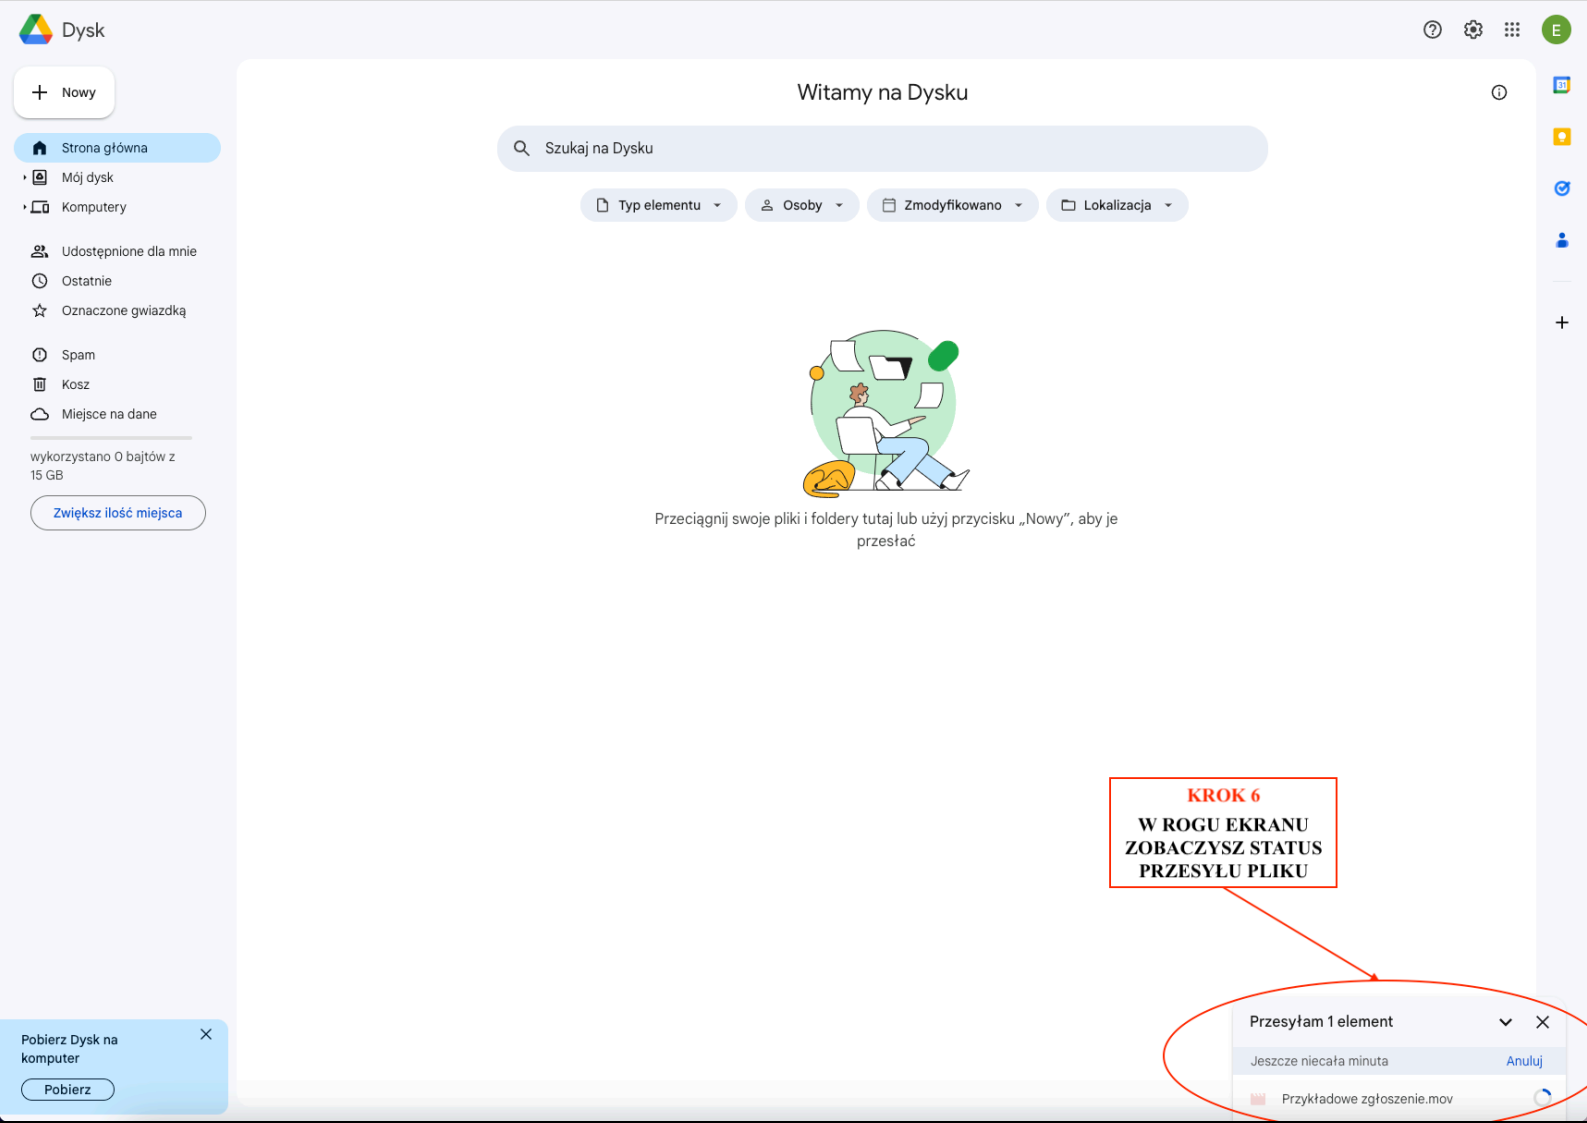 Dysk
E
Nowy
Witamy na Dysku
31
Strona główna
Szukaj na Dysku
Mój dysk
Komputery
Typ elementu
Osoby
Zmodyfikowano
Lokalizacja
Udostępnione dla mnie
Ostatnie
Oznaczone gwiazdką
Spam
Kosz
Miejsce na dane
wykorzystano 0 bajtów z
15 GB
Zwiększ ilość miejsca
Przeciągnij swoje pliki i foldery tutaj lub użyj przycisku „Nowy”, aby je
przesłać
KROK 6
W ROGU EKRANU
ZOBACZYSZ STATUS
PRZESYŁU PLIKU
Pobierz Dysk na
komputer
Pobierz
Przesyłam 1 element
Jeszcze niecała minuta
Anuluj
Przykładowe zgłoszenie.mov